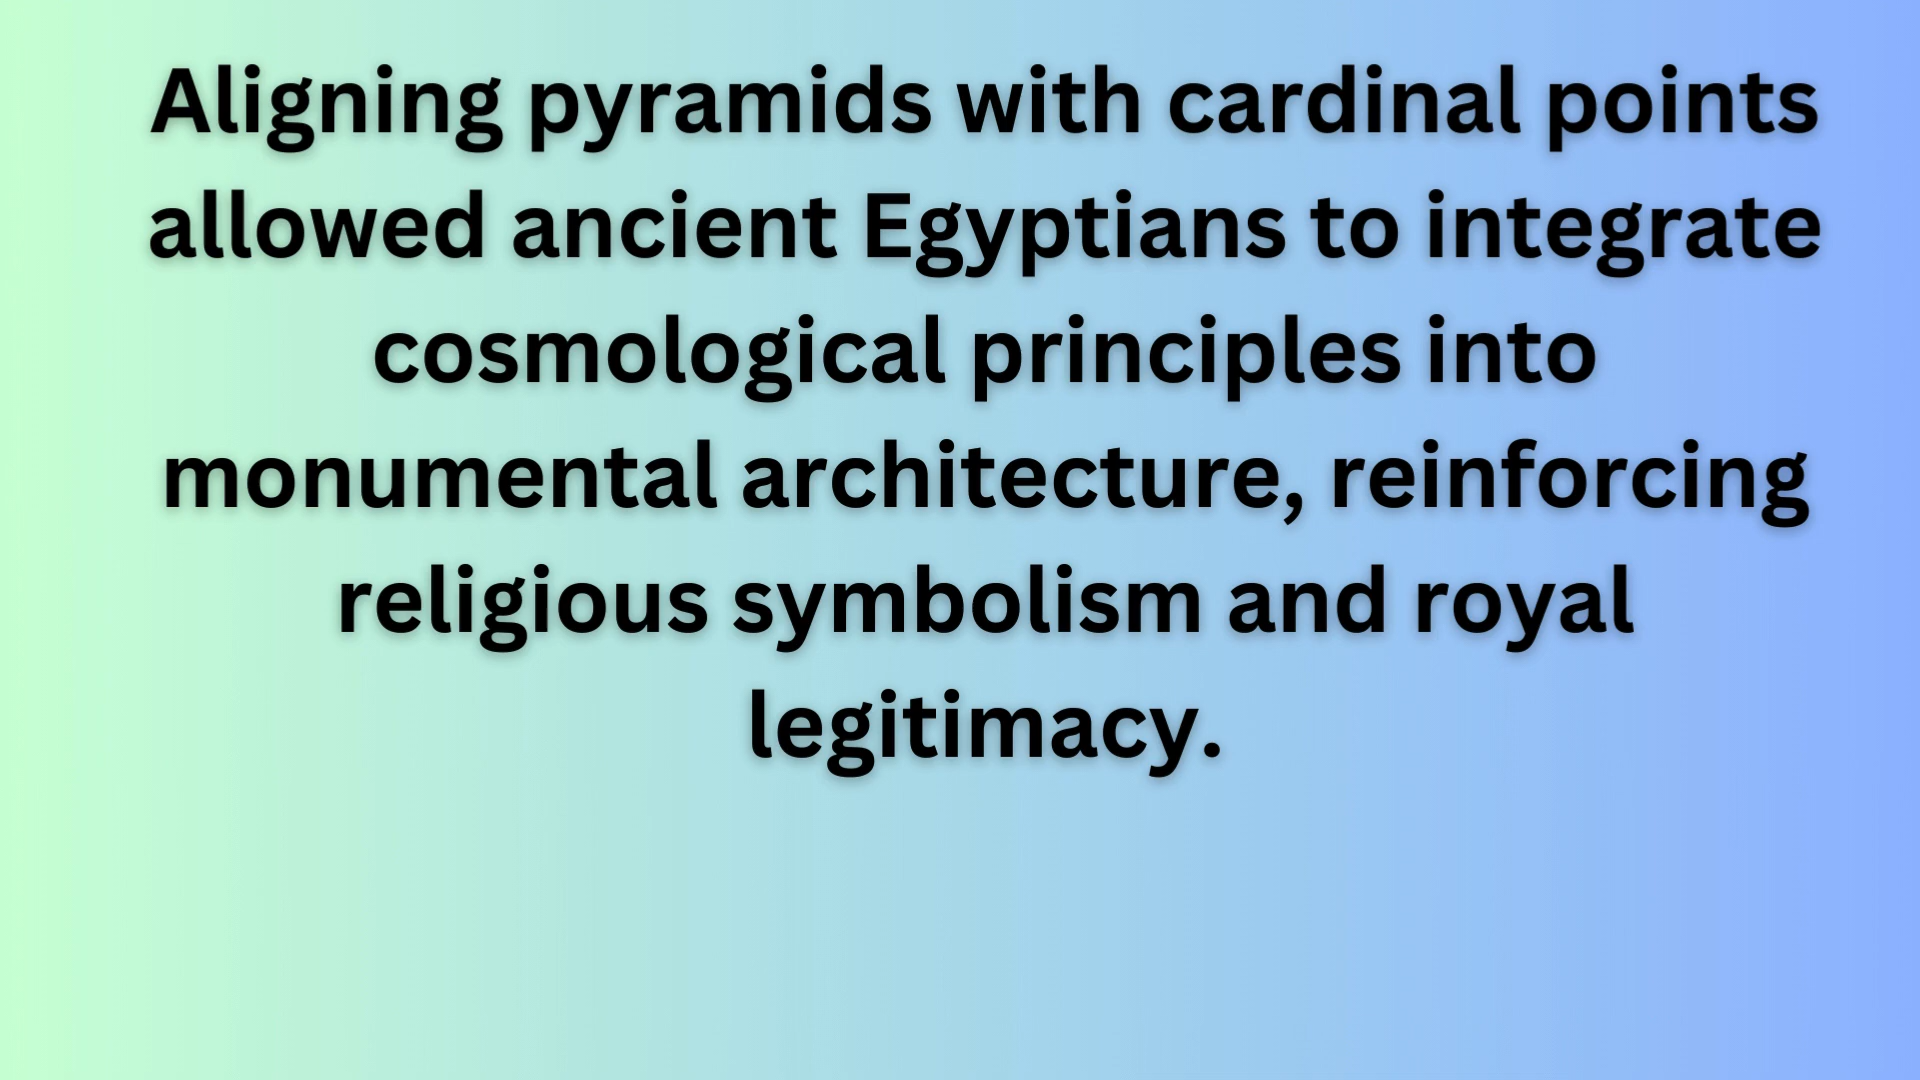 Aligning pyramids with cardinal points
allowed ancient Egyptians to integrate
cosmological principles into
monumental architecture, reinforcing
religious symbolism and royal
legitimacy.